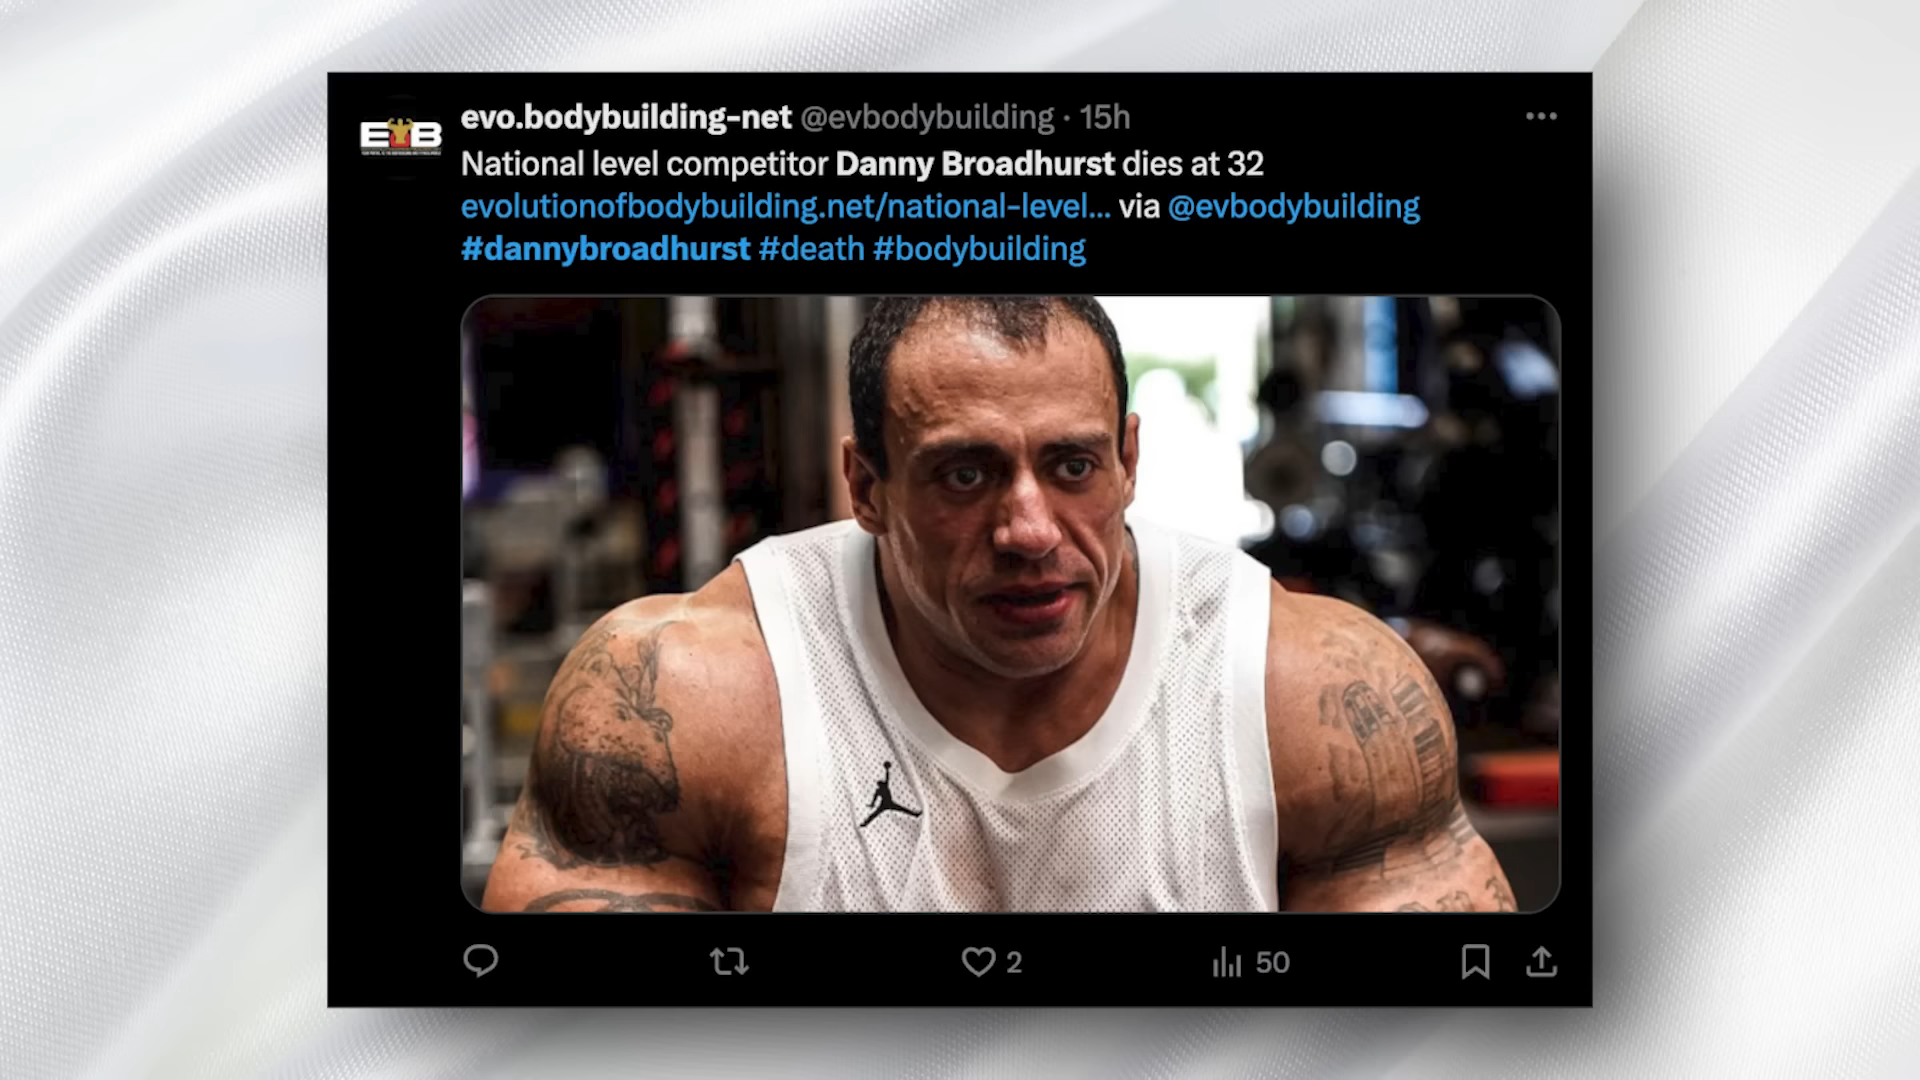 EVB
evo.bodybuilding-net @evbodybuilding · 15h
National level competitor Danny Broadhurst dies at 32
evolutionofbodybuilding.net/national-level... via @evbodybuilding
#dannybroadhurst #death #bodybuilding
2
50